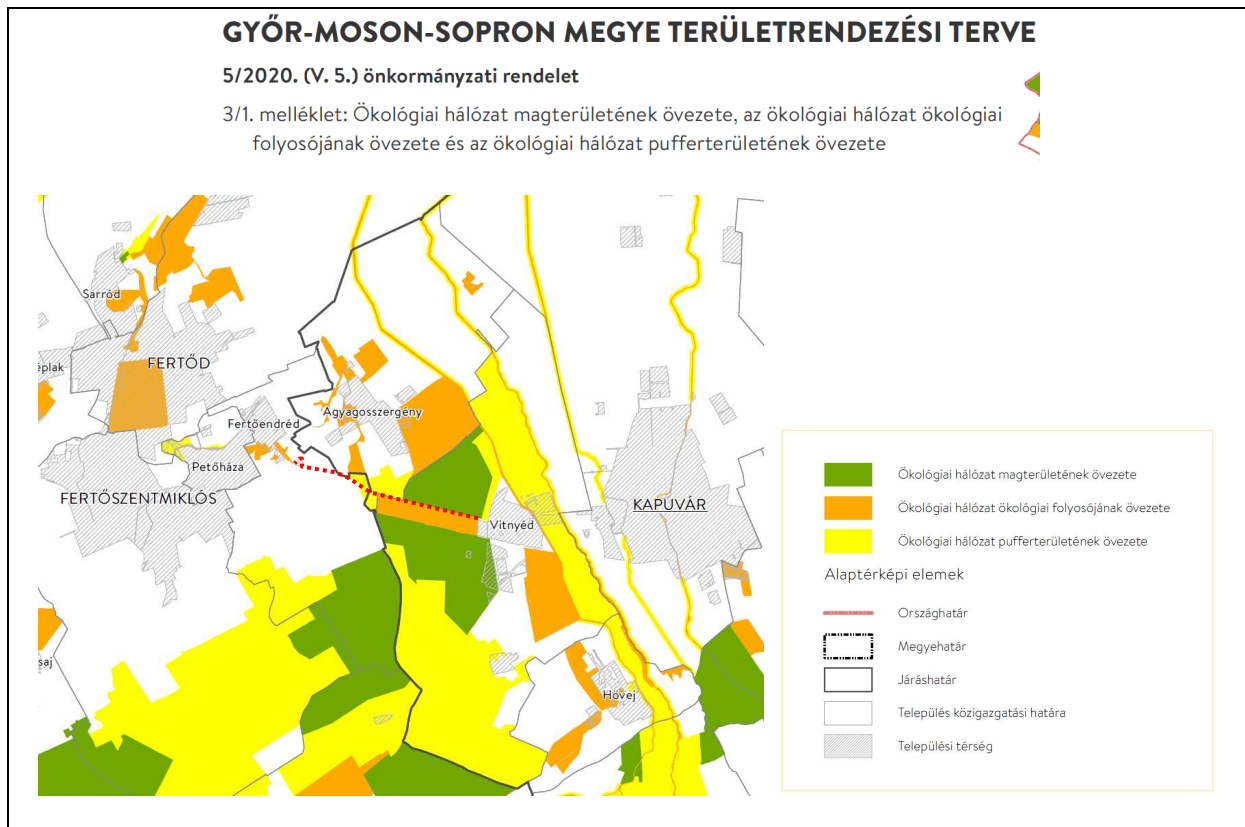 GYŐR-MOSON-SOPRON MEGYE TERÜLETRENDEZÉSI TERVE
5/2020. (V. 5.) önkormányzati rendelet
3/1. melléklet: Ökológiai hálózat magterületének övezete, az ökológiai hálózat ökológiai
folyosójának övezete és az ökológiai hálózat pufferterületének övezete
Sarród
FERTŐD
éplak
Agyagosszergény
Fertőendréd
Petőháza
FERTŐSZENTMIKLÓS
KAPUVÁR
Vitnyéd
saj
Hövej
Ökológiai hálózat magterületének övezete
Ökológiai hálózat ökológiai folyosójának övezete
Ökológiai hálózat pufferterületének övezete
Alaptérképi elemek
Országhatár
Megyehatár
Járáshatár
Település közigazgatási határa
Települési térség